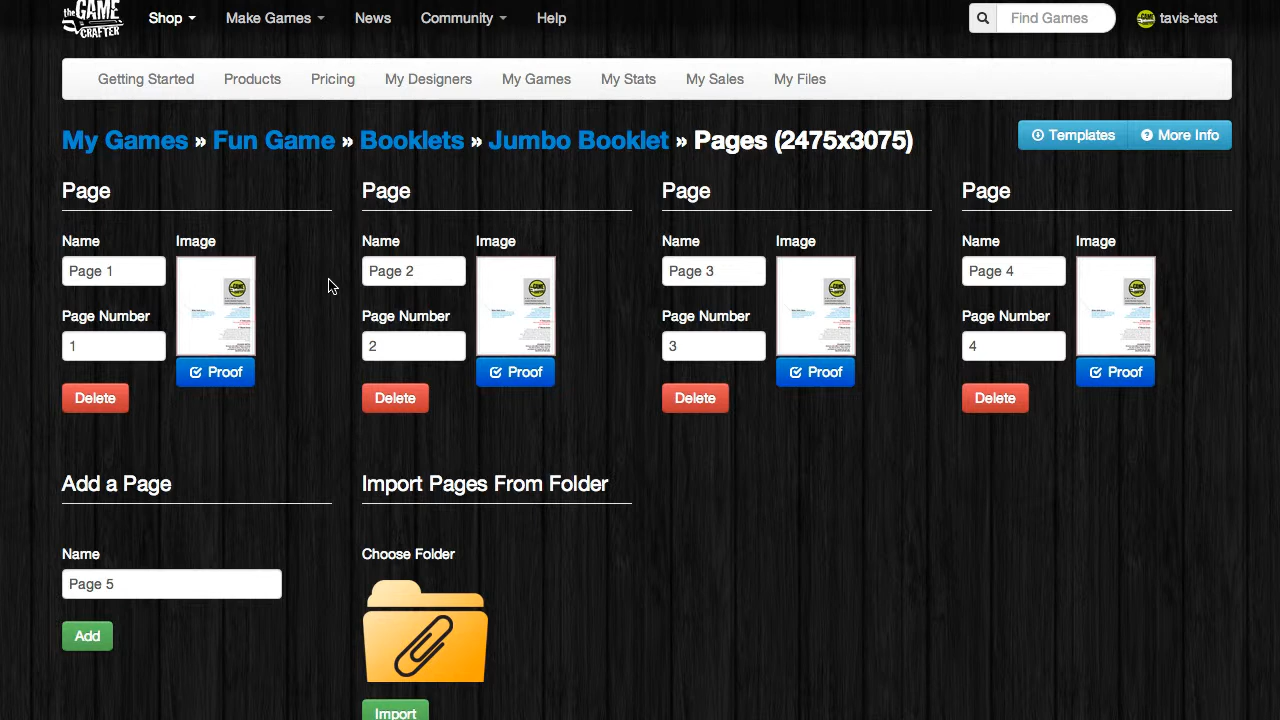 the GAME CRAFTER
Shop Make Games News Community Help Find Games tavis-test
Getting Started Products Pricing My Designers My Games My Stats My Sales My Files
My Games » Fun Game » Booklets » Jumbo Booklet » Pages (2475x3075) Templates More Info
Page Page Page Page
Name Image Name Image Name Image Name Image
Page 1 Page 2 Page 3 Page 4
Page Number Page Number Page Number Page Number
1 2 3 4
Proof Proof Proof Proof
Delete Delete Delete Delete
Add a Page Import Pages From Folder
Name Choose Folder
Page 5
Add
Import